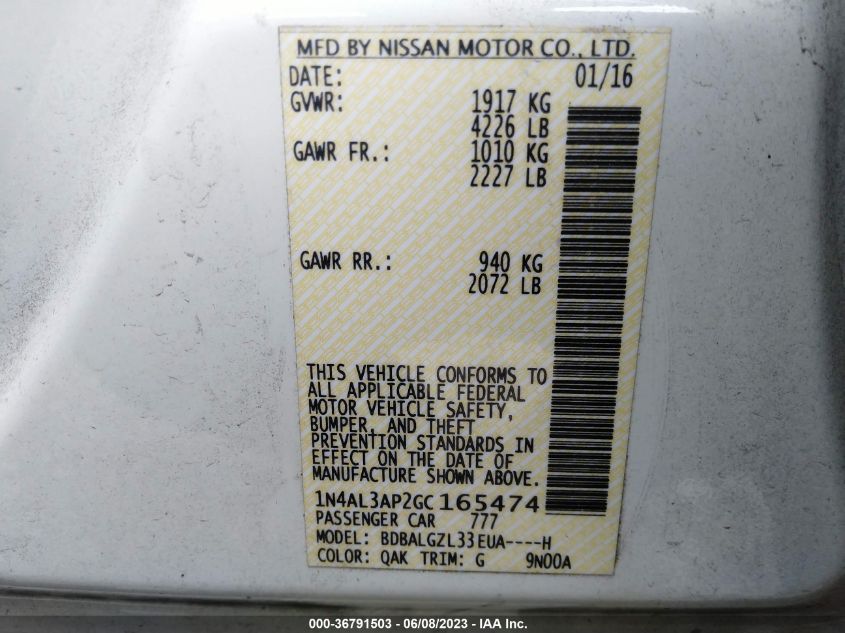 MFD BY NISSAN MOTOR CO., LTD.
DATE: 01/16
GVWR: 1917 KG
4226 LB
GAWR FR.: 1010 KG
2227 LB
GAWR RR.: 940 KG
2072 LB
THIS VEHICLE CONFORMS TO
ALL APPLICABLE FEDERAL
MOTOR VEHICLE SAFETY,
BUMPER, AND THEFT
PREVENTION STANDARDS IN
EFFECT ON THE DATE OF
MANUFACTURE SHOWN ABOVE.
1N4AL3AP2GC165474
PASSENGER CAR 777
MODEL: BDBALGZL33EUA----H
COLOR: QAK TRIM: G 9N00A
000-36791503 - 06/08/2023 - IAA Inc.